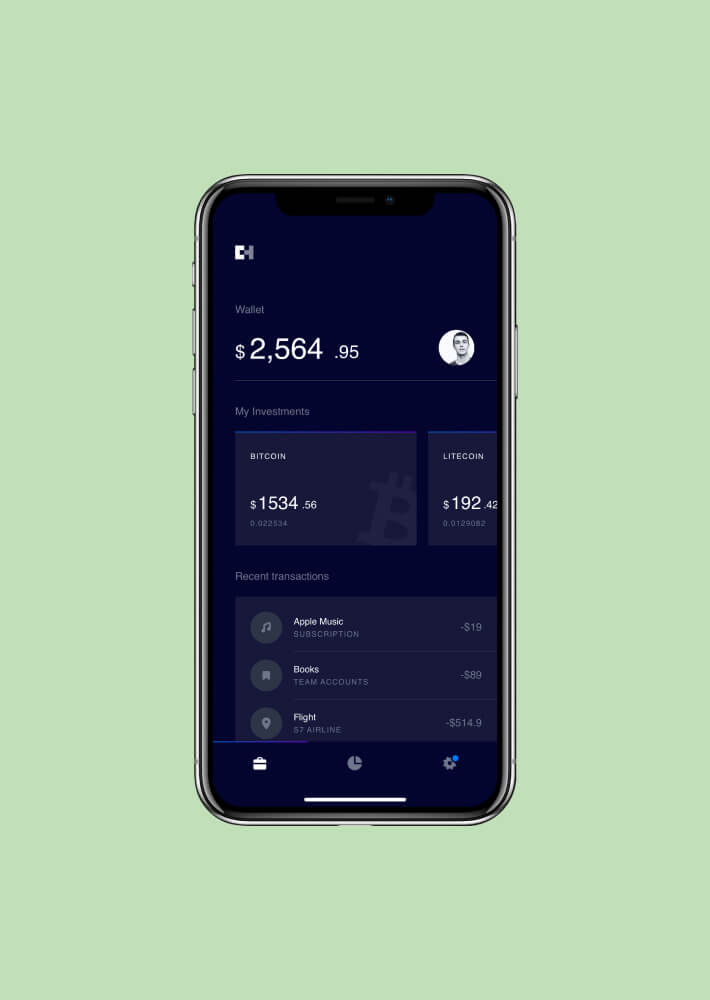 Wallet
$ 2,564 .95
My Investments
BITCOIN
$ 1534 .56
0.022534
LITECOIN
$ 192 .42
0.0129082
Recent transactions
Apple Music
SUBSCRIPTION
-$19
Books
TEAM ACCOUNTS
-$89
Flight
S7 AIRLINE
-$514.9